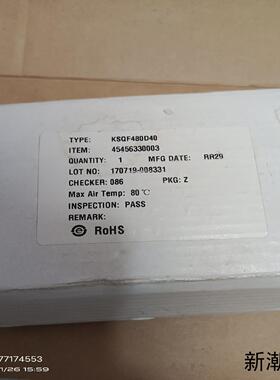 TYPE: KSQF480D40
ITEM: 45456330003
QUANTITY: 1 MFG DATE: RR29
LOT NO: 170719-008331
CHECKER: 086 PKG: Z
Max Air Temp: 80℃
INSPECTION: PASS
REMARK:
RoHS
77174553
1/26 15:59
新潮